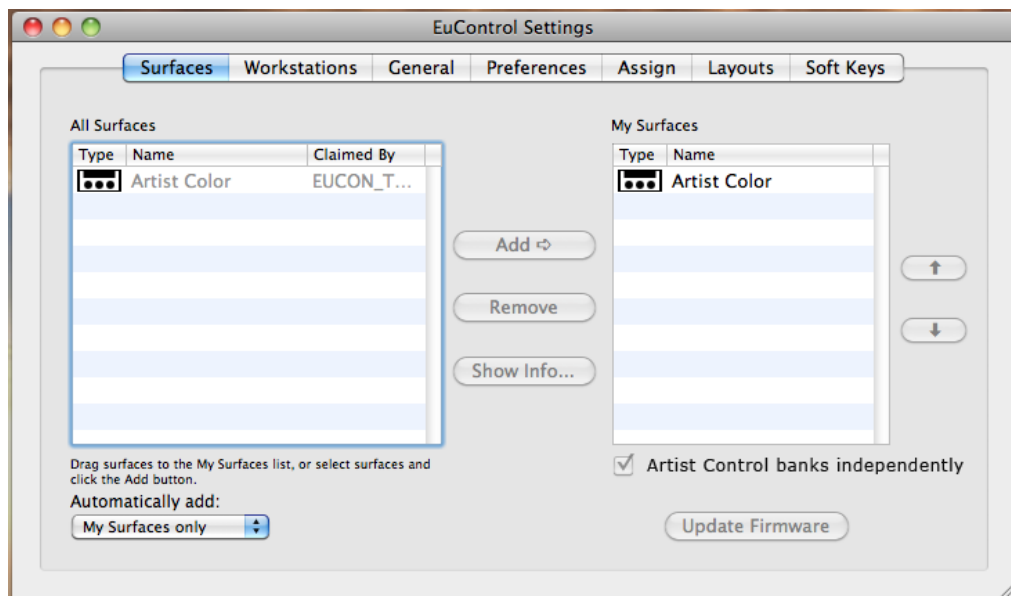 EuControl Settings
Surfaces Workstations General Preferences Assign Layouts Soft Keys
All Surfaces
Type Name Claimed By
Artist Color EUCON_T...
Drag surfaces to the My Surfaces list, or select surfaces and
click the Add button.
Automatically add:
My Surfaces only
Add ⇨
Remove
Show Info...
My Surfaces
Type Name
Artist Color
Artist Control banks independently
Update Firmware